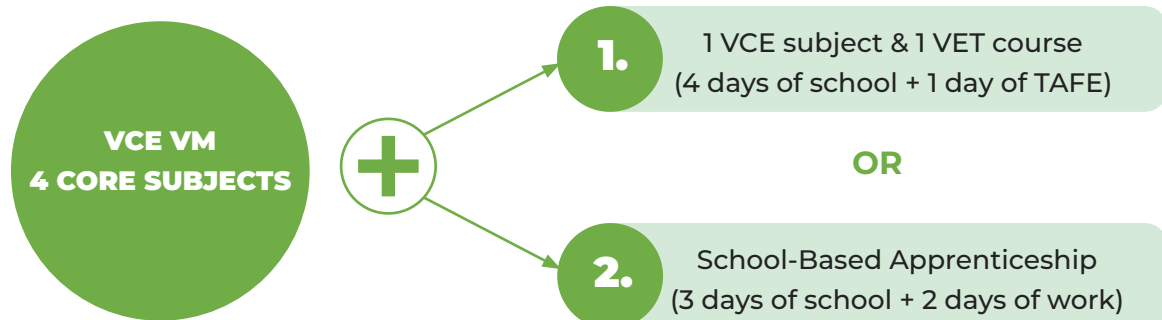 VCE VM
4 CORE SUBJECTS
1.
1 VCE subject & 1 VET course
(4 days of school + 1 day of TAFE)
OR
2.
School-Based Apprenticeship
(3 days of school + 2 days of work)